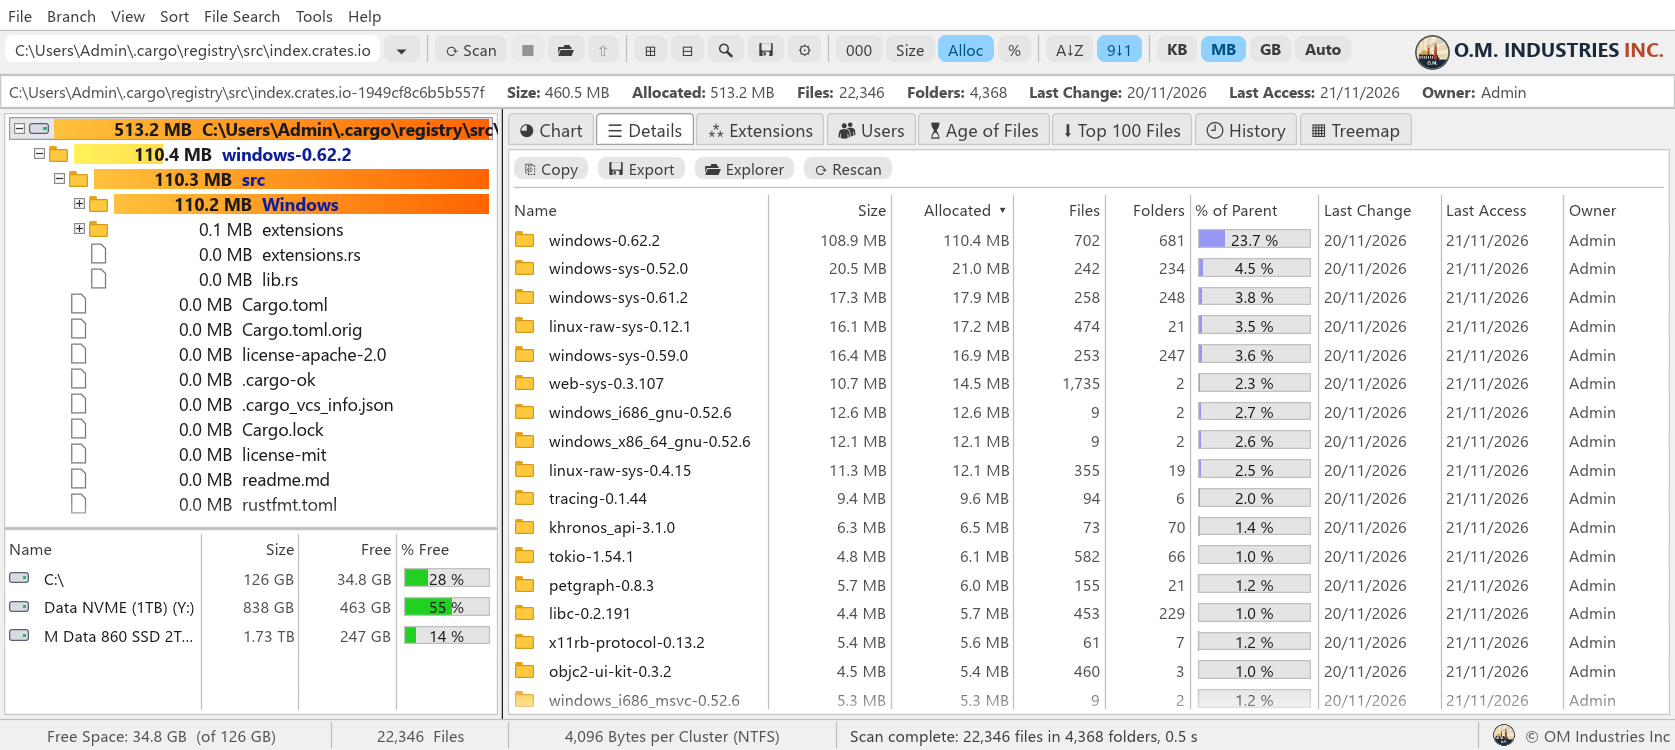 File Branch View Sort File Search Tools Help
C:\Users\Admin\.cargo\registry\src\index.crates.io Scan 000 Size Alloc % A↓Z 9↓1 KB MB GB Auto O.M. INDUSTRIES INC.
C:\Users\Admin\.cargo\registry\src\index.crates.io-1949cf8c6b5b557f Size: 460.5 MB Allocated: 513.2 MB Files: 22,346 Folders: 4,368 Last Change: 20/11/2026 Last Access: 21/11/2026 Owner: Admin
513.2 MB C:\Users\Admin\.cargo\registry\src\
110.4 MB windows-0.62.2
110.3 MB src
110.2 MB Windows
0.1 MB extensions
0.0 MB extensions.rs
0.0 MB lib.rs
0.0 MB Cargo.toml
0.0 MB Cargo.toml.orig
0.0 MB license-apache-2.0
0.0 MB .cargo-ok
0.0 MB .cargo_vcs_info.json
0.0 MB Cargo.lock
0.0 MB license-mit
0.0 MB readme.md
0.0 MB rustfmt.toml
Name Size Free % Free
C:\ 126 GB 34.8 GB 28 %
Data NVME (1TB) (Y:) 838 GB 463 GB 55 %
M Data 860 SSD 2T... 1.73 TB 247 GB 14 %
Chart Details Extensions Users Age of Files Top 100 Files History Treemap
Copy Export Explorer Rescan
Name Size Allocated Files Folders % of Parent Last Change Last Access Owner
windows-0.62.2 108.9 MB 110.4 MB 702 681 23.7 % 20/11/2026 21/11/2026 Admin
windows-sys-0.52.0 20.5 MB 21.0 MB 242 234 4.5 % 20/11/2026 21/11/2026 Admin
windows-sys-0.61.2 17.3 MB 17.9 MB 258 248 3.8 % 20/11/2026 21/11/2026 Admin
linux-raw-sys-0.12.1 16.1 MB 17.2 MB 474 21 3.5 % 20/11/2026 21/11/2026 Admin
windows-sys-0.59.0 16.4 MB 16.9 MB 253 247 3.6 % 20/11/2026 21/11/2026 Admin
web-sys-0.3.107 10.7 MB 14.5 MB 1,735 2 2.3 % 20/11/2026 21/11/2026 Admin
windows_i686_gnu-0.52.6 12.6 MB 12.6 MB 9 2 2.7 % 20/11/2026 21/11/2026 Admin
windows_x86_64_gnu-0.52.6 12.1 MB 12.1 MB 9 2 2.6 % 20/11/2026 21/11/2026 Admin
linux-raw-sys-0.4.15 11.3 MB 12.1 MB 355 19 2.5 % 20/11/2026 21/11/2026 Admin
tracing-0.1.44 9.4 MB 9.6 MB 94 6 2.0 % 20/11/2026 21/11/2026 Admin
khronos_api-3.1.0 6.3 MB 6.5 MB 73 70 1.4 % 20/11/2026 21/11/2026 Admin
tokio-1.54.1 4.8 MB 6.1 MB 582 66 1.0 % 20/11/2026 21/11/2026 Admin
petgraph-0.8.3 5.7 MB 6.0 MB 155 21 1.2 % 20/11/2026 21/11/2026 Admin
libc-0.2.191 4.4 MB 5.7 MB 453 229 1.0 % 20/11/2026 21/11/2026 Admin
x11rb-protocol-0.13.2 5.4 MB 5.6 MB 61 7 1.2 % 20/11/2026 21/11/2026 Admin
objc2-ui-kit-0.3.2 4.5 MB 5.4 MB 460 3 1.0 % 20/11/2026 21/11/2026 Admin
windows_i686_msvc-0.52.6 5.3 MB 5.3 MB 9 2 1.2 % 20/11/2026 21/11/2026 Admin
Free Space: 34.8 GB (of 126 GB) 22,346 Files 4,096 Bytes per Cluster (NTFS) Scan complete: 22,346 files in 4,368 folders, 0.5 s © OM Industries Inc